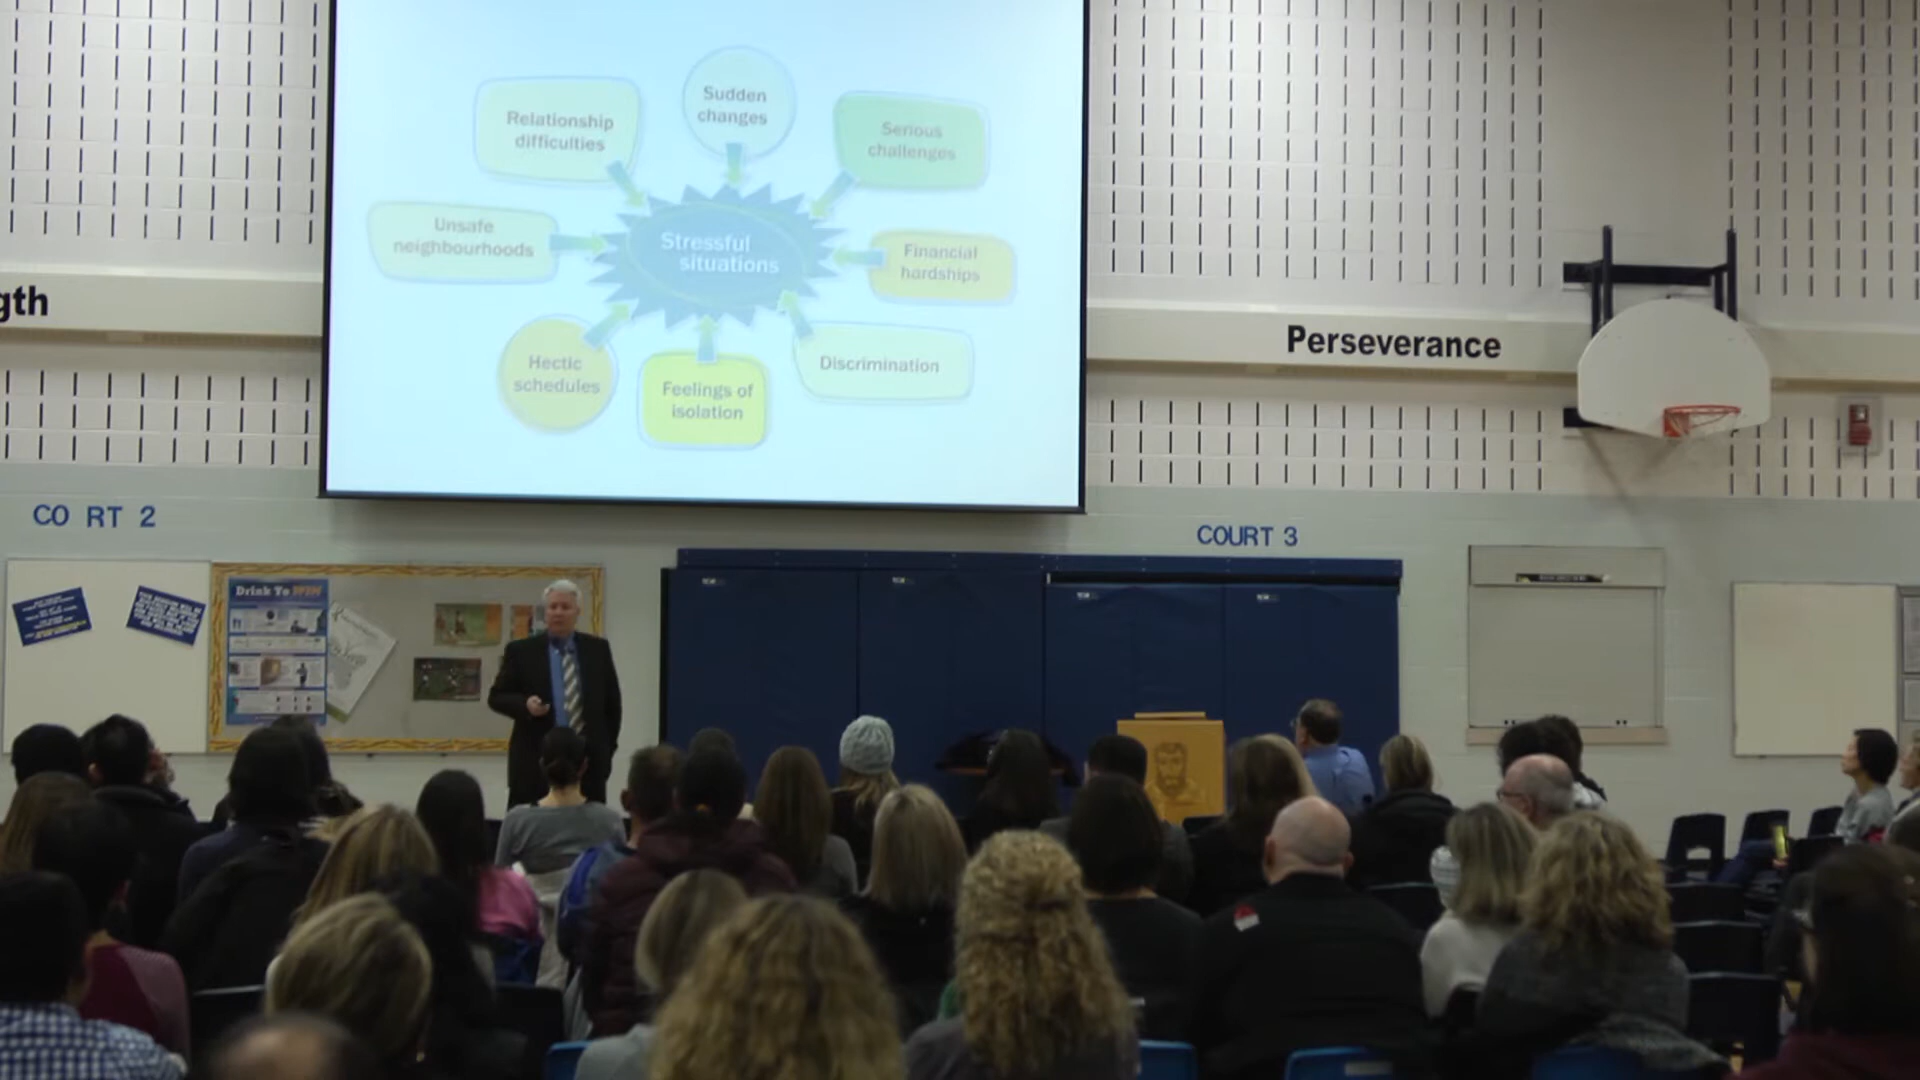 Sudden
changes
Relationship
difficulties
Serious
challenges
Unsafe
neighbourhoods
Stressful
situations
Financial
hardships
Hectic
schedules
Feelings of
isolation
Discrimination
gth
Perseverance
CO RT 2
COURT 3
Drink To WIN